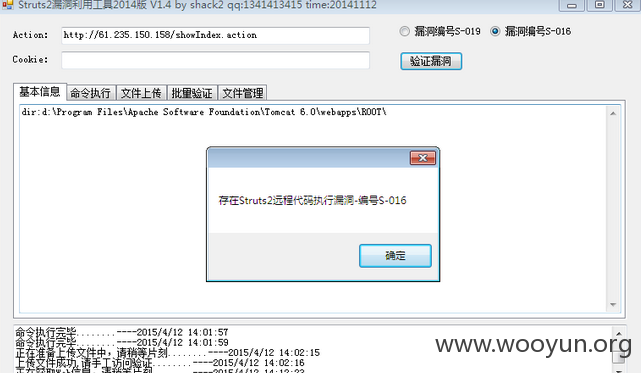 Struts2漏洞利用工具2014版 V1.4 by shack2 qq:1341413415 time:20141112
Action: http://61.235.150.158/showIndex.action 漏洞编号S-019 漏洞编号S-016
Cookie: 验证漏洞
基本信息 命令执行 文件上传 批量验证 文件管理
dir:d:\Program Files\Apache Software Foundation\Tomcat 6.0\webapps\ROOT\
存在Struts2远程代码执行漏洞-编号S-016
确定
命令执行完毕........----2015/4/12 14:01:57
命令执行完毕........----2015/4/12 14:01:59
正在准备上传文件中,请稍等片刻........----2015/4/12 14:02:15
上传文件成功,请手工访问验证........----2015/4/12 14:02:16
www.wooyun.org